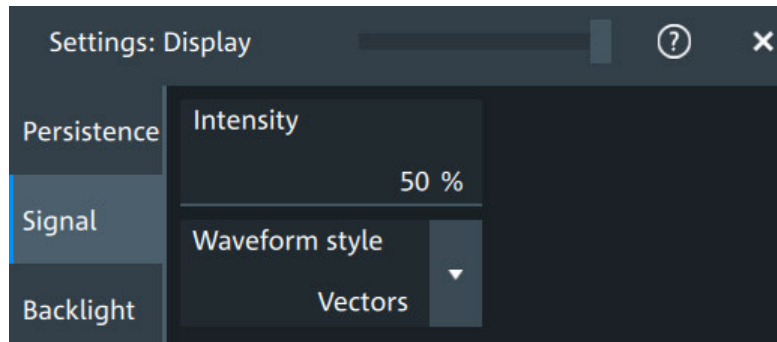 Settings: Display
?
×
Persistence
Signal
Backlight
Intensity
50 %
Waveform style
Vectors